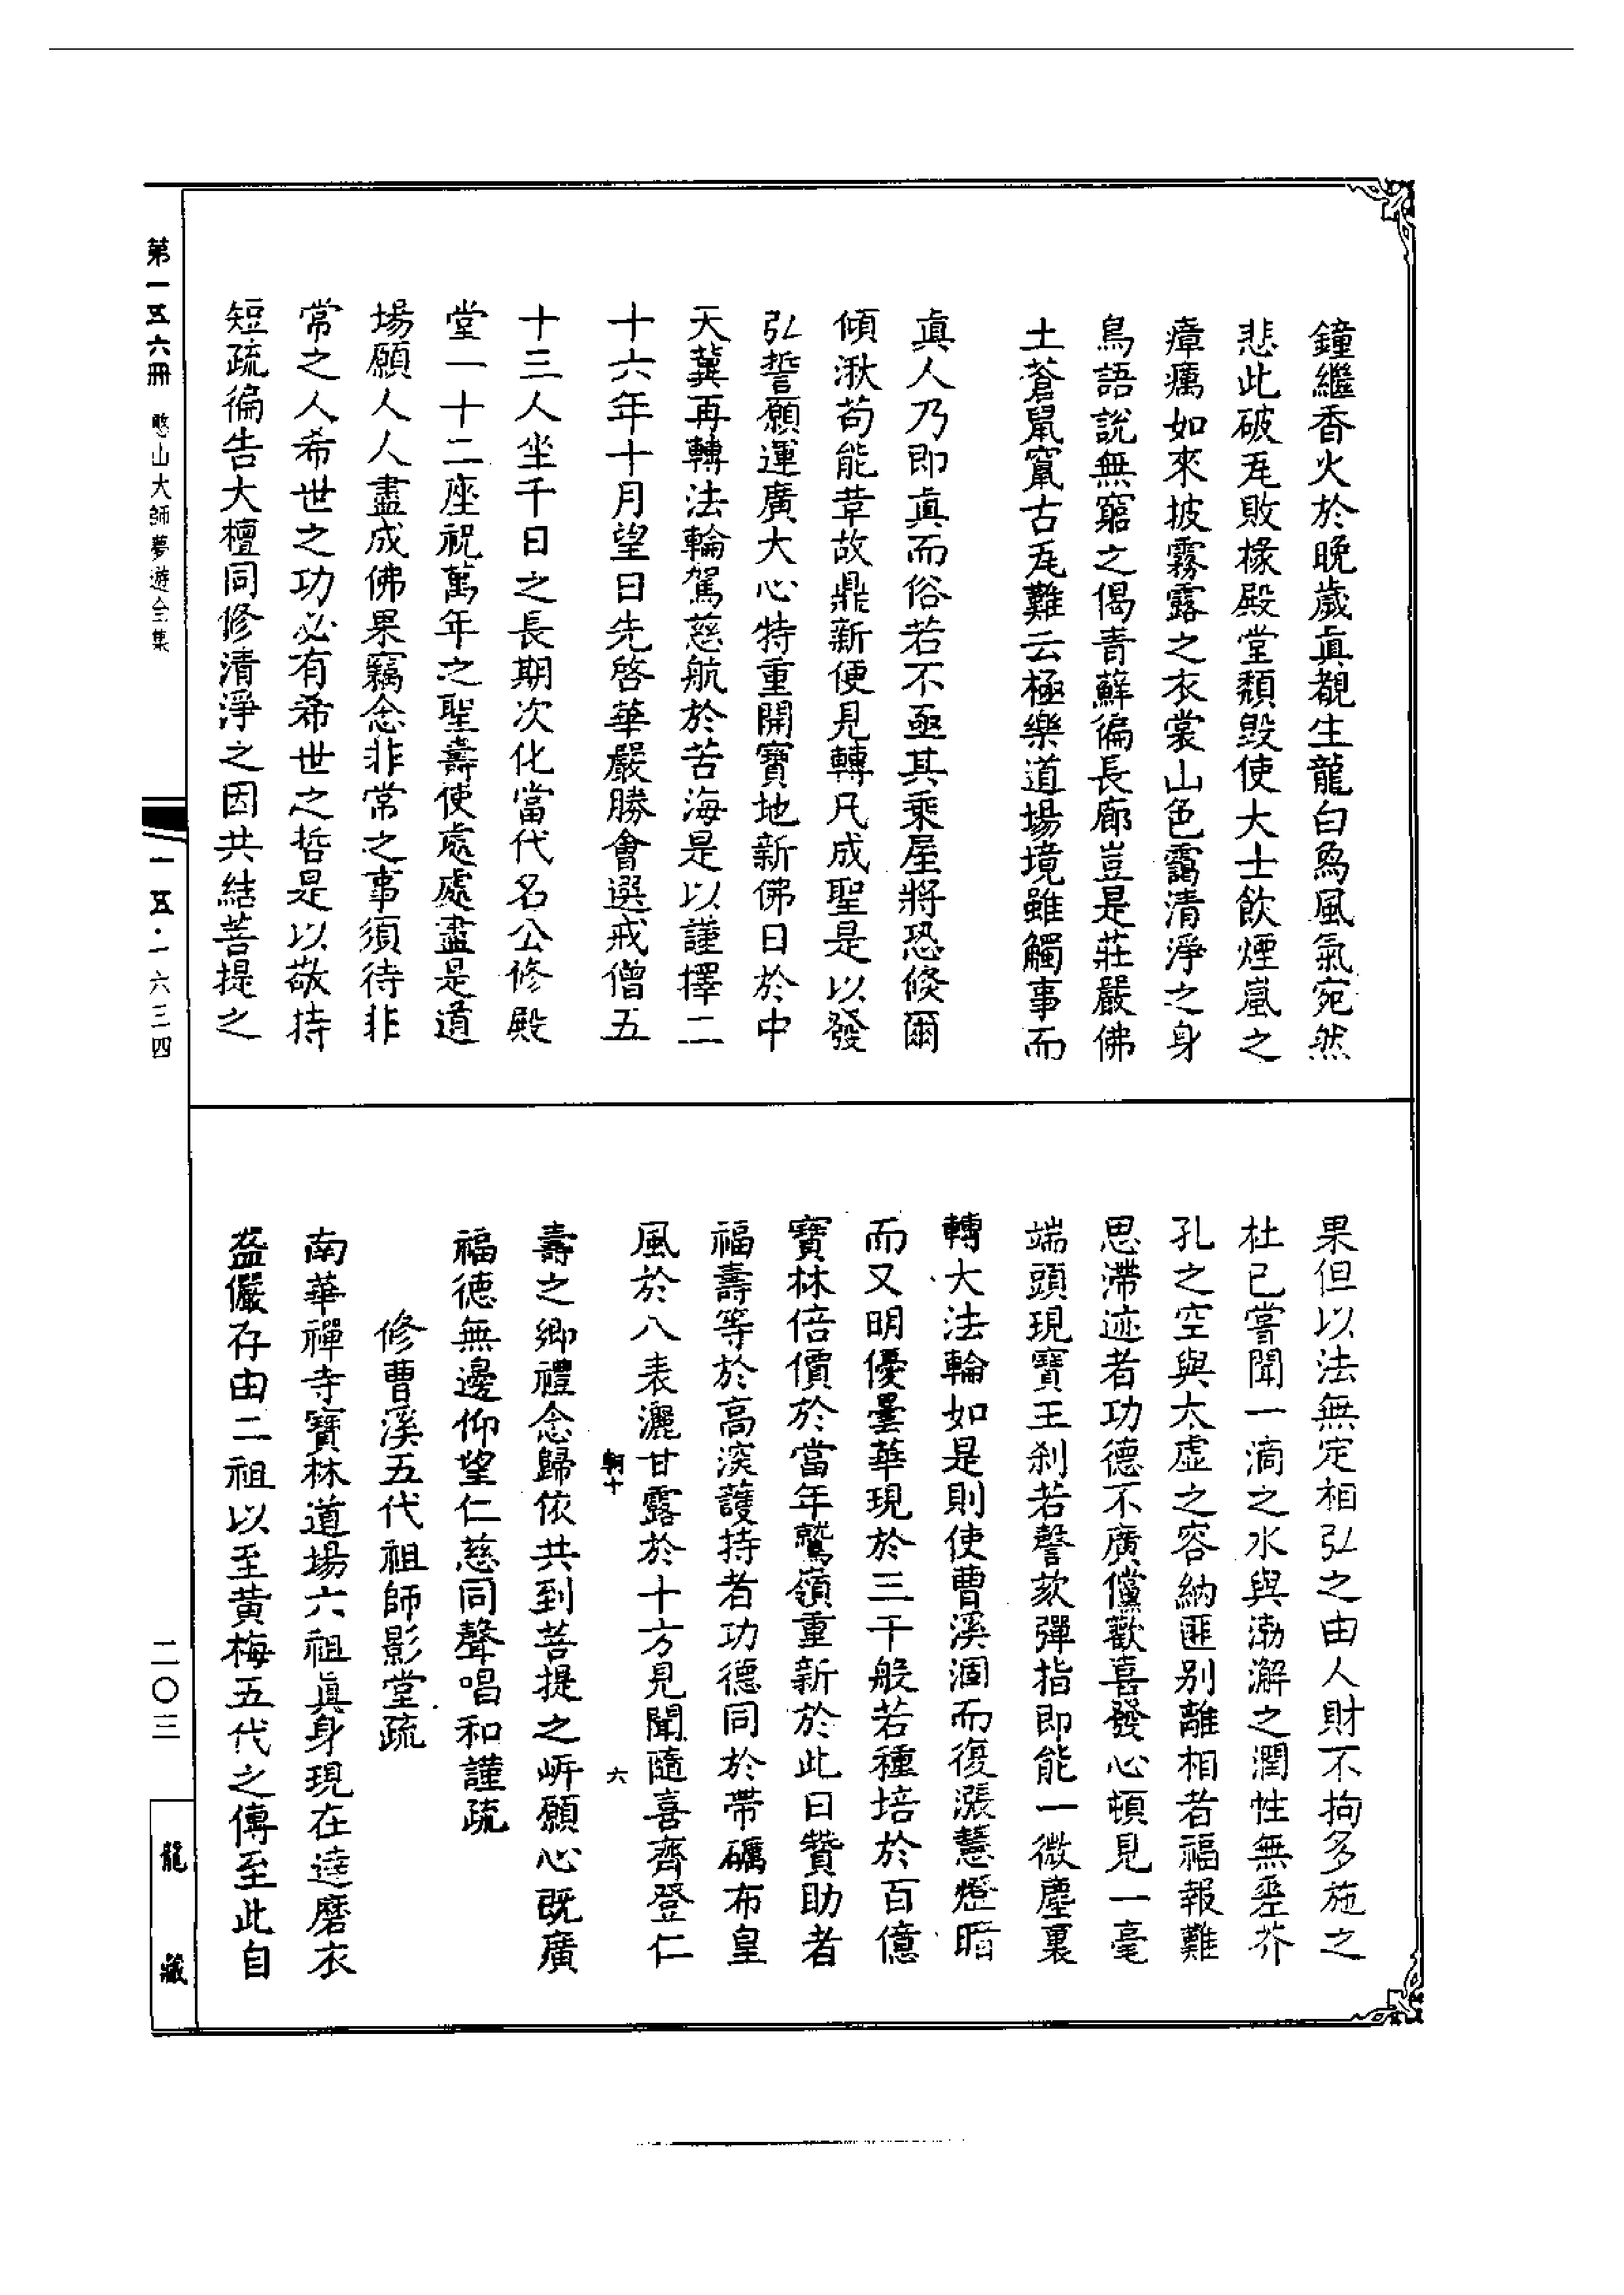 鐘繼香火於晚歲眞覩生龍白象風氣宛然
悲此破瓦敗椽殿堂頹毀使大士飲煙嵐之
瘴癘如來披霧露之衣裳山色靄清淨之身
鳥語說無窮之偈青蘚徧長廊豈是莊嚴佛
土蒼鼠竄古瓦難云極樂道場境雖觸事而
眞人乃即眞而俗若不亟其乘屋將恐倐爾
傾湫苟能革故鼎新便見轉凡成聖是以發
弘誓願運廣大心特重開寶地新佛日於中
天冀再轉法輪駕慈航於苦海是以謹擇二
十六年十月望日先啓華嚴勝會選戒僧五
十三人坐千日之長期次化當代名公修殿
堂一十二座祝萬年之聖壽使處處盡是道
場願人人盡成佛果竊念非常之事須待非
常之人希世之功必有希世之哲是以敬持
短疏徧告大檀同修清淨之因共結菩提之
果但以法無定相弘之由人財不拘多施之
杜已嘗聞一滴之水與渤澥之潤性無差芥
孔之空與太虛之容納匪别離相者福報難
思滯迹者功德不廣儻歡喜發心頓見一毫
端頭現寶王刹若謦欬彈指即能一微塵裏
轉大法輪如是則使曹溪涸而復漲慧燈暗
而又明優曇華現於三千般若種培於百億
寶林倍價於當年鷲嶺重新於此日贊助者
福壽等於高深護持者功德同於帶礪布皇
風於八表灑甘露於十方見聞隨喜齊登仁
壽之鄉禮念歸依共到菩提之岍願心既廣
福德無邊仰望仁慈同聲唱和謹疏
修曹溪五代祖師影堂疏
南華禪寺寶林道場六祖眞身現在達磨衣
盔儼存由二祖以至黃梅五代之傳至此自
六
第一五六冊 憨山大師夢遊全集
一五·一六三四
二〇三
龍藏